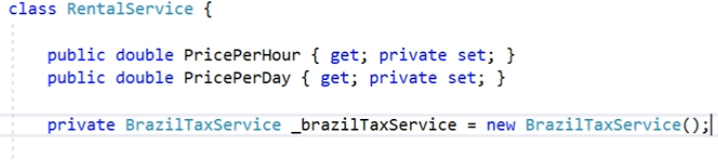 class RentalService {
public double PricePerHour { get; private set; }
public double PricePerDay { get; private set; }
private BrazilTaxService _brazilTaxService = new BrazilTaxService();